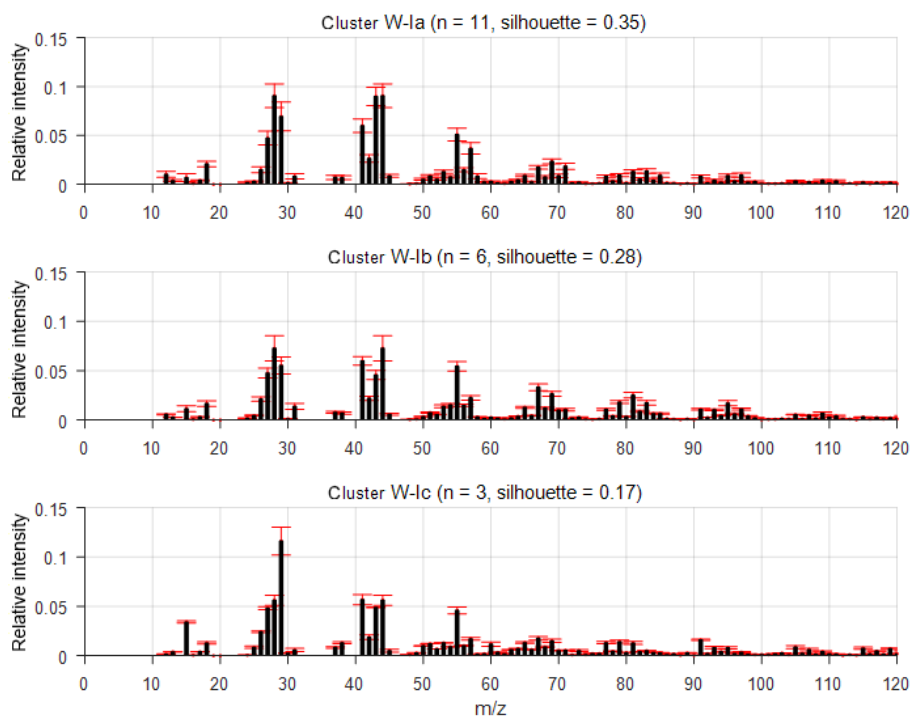 Cluster W-Ia (n = 11, silhouette = 0.35)
Relative intensity
0.15
0.1
0.05
0
0 10 20 30 40 50 60 70 80 90 100 110 120
Cluster W-Ib (n = 6, silhouette = 0.28)
Relative intensity
0.15
0.1
0.05
0
0 10 20 30 40 50 60 70 80 90 100 110 120
Cluster W-Ic (n = 3, silhouette = 0.17)
Relative intensity
0.15
0.1
0.05
0
0 10 20 30 40 50 60 70 80 90 100 110 120
m/z